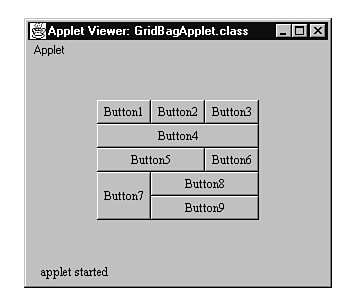 Applet Viewer: GridBagApplet.class
Applet
Button1 Button2 Button3
Button4
Button5 Button6
Button7 Button8
Button9
applet started